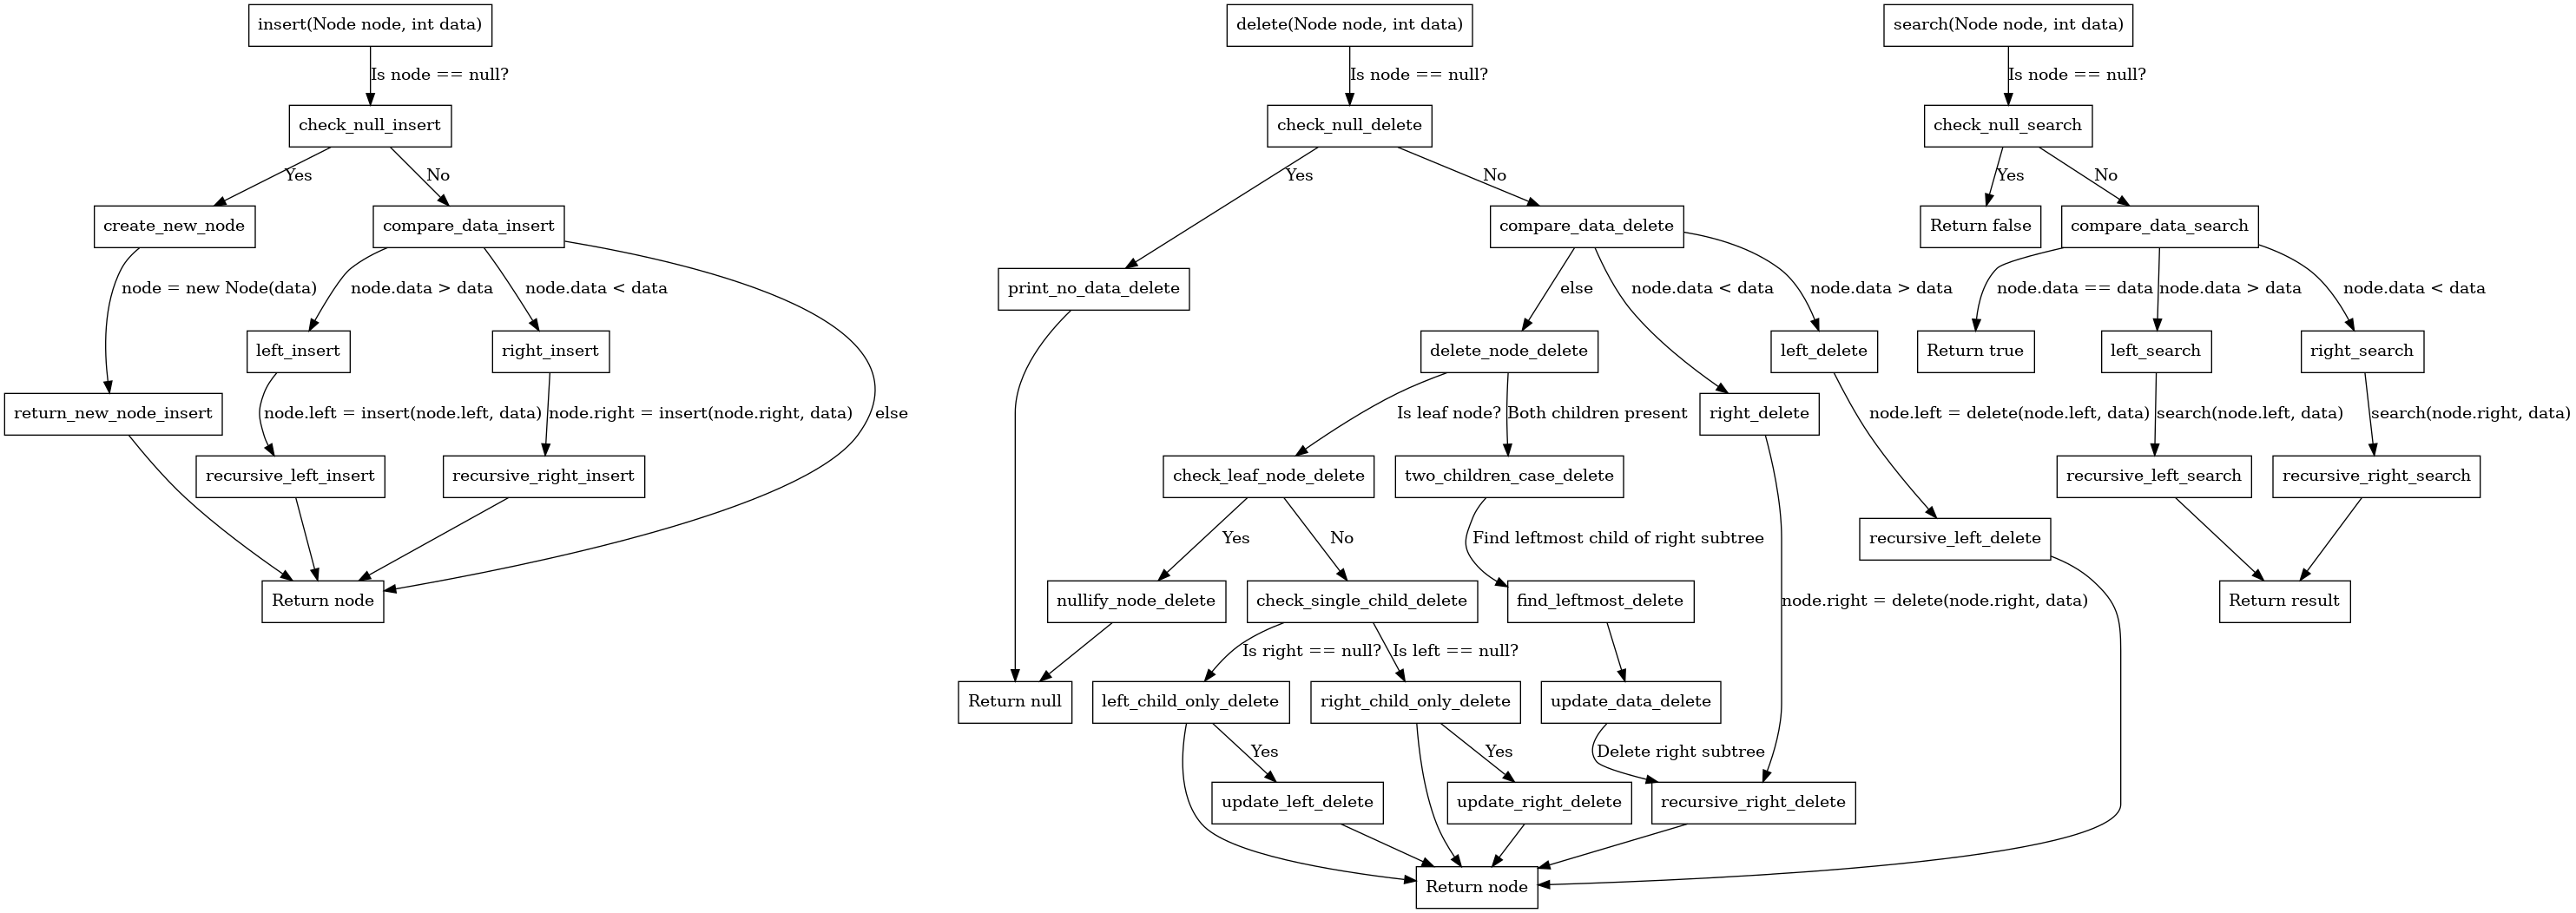 insert(Node node, int data)
Is node == null?
check_null_insert
Yes
No
create_new_node
compare_data_insert
node = new Node(data)
node.data > data
node.data < data
left_insert
right_insert
return_new_node_insert
node.left = insert(node.left, data)
node.right = insert(node.right, data)
else
recursive_left_insert
recursive_right_insert
Return node
delete(Node node, int data)
Is node == null?
check_null_delete
Yes
No
compare_data_delete
print_no_data_delete
else
node.data < data
node.data > data
delete_node_delete
left_delete
Is leaf node?
Both children present
right_delete
node.left = delete(node.left, data)
check_leaf_node_delete
two_children_case_delete
Yes
No
Find leftmost child of right subtree
recursive_left_delete
nullify_node_delete
check_single_child_delete
find_leftmost_delete
node.right = delete(node.right, data)
Is right == null?
Is left == null?
Return null
left_child_only_delete
right_child_only_delete
update_data_delete
Yes
Yes
Delete right subtree
update_left_delete
update_right_delete
recursive_right_delete
Return node
search(Node node, int data)
Is node == null?
check_null_search
Yes
No
Return false
compare_data_search
node.data == data
node.data > data
node.data < data
Return true
left_search
right_search
search(node.left, data)
search(node.right, data)
recursive_left_search
recursive_right_search
Return result